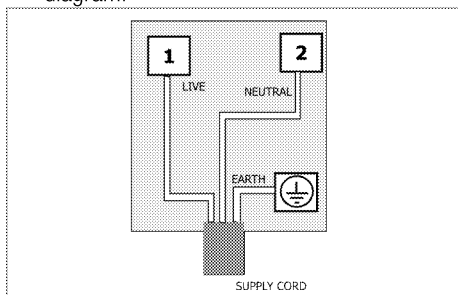 diagram.
1
2
LIVE
NEUTRAL
EARTH
SUPPLY CORD